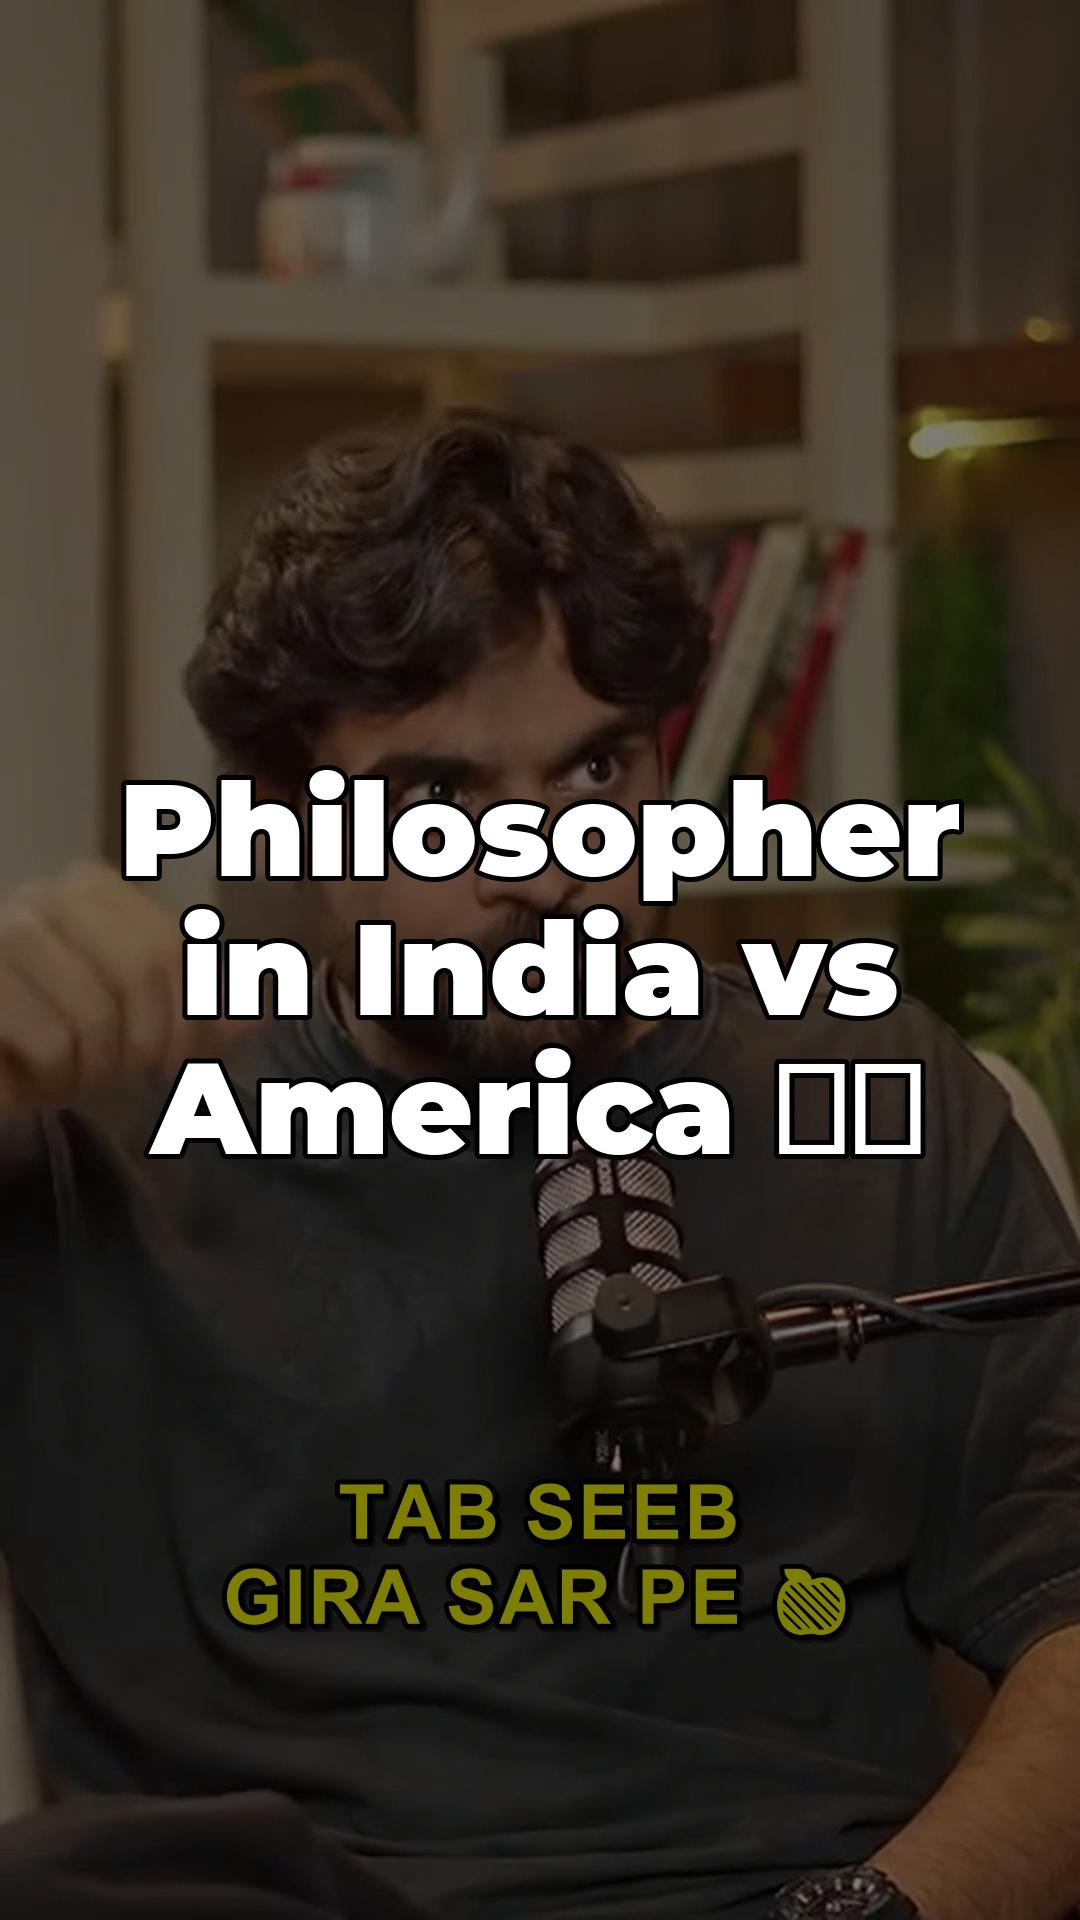 Philosopher
in India vs
America 
TAB SEEB
GIRA SAR PE 🍎